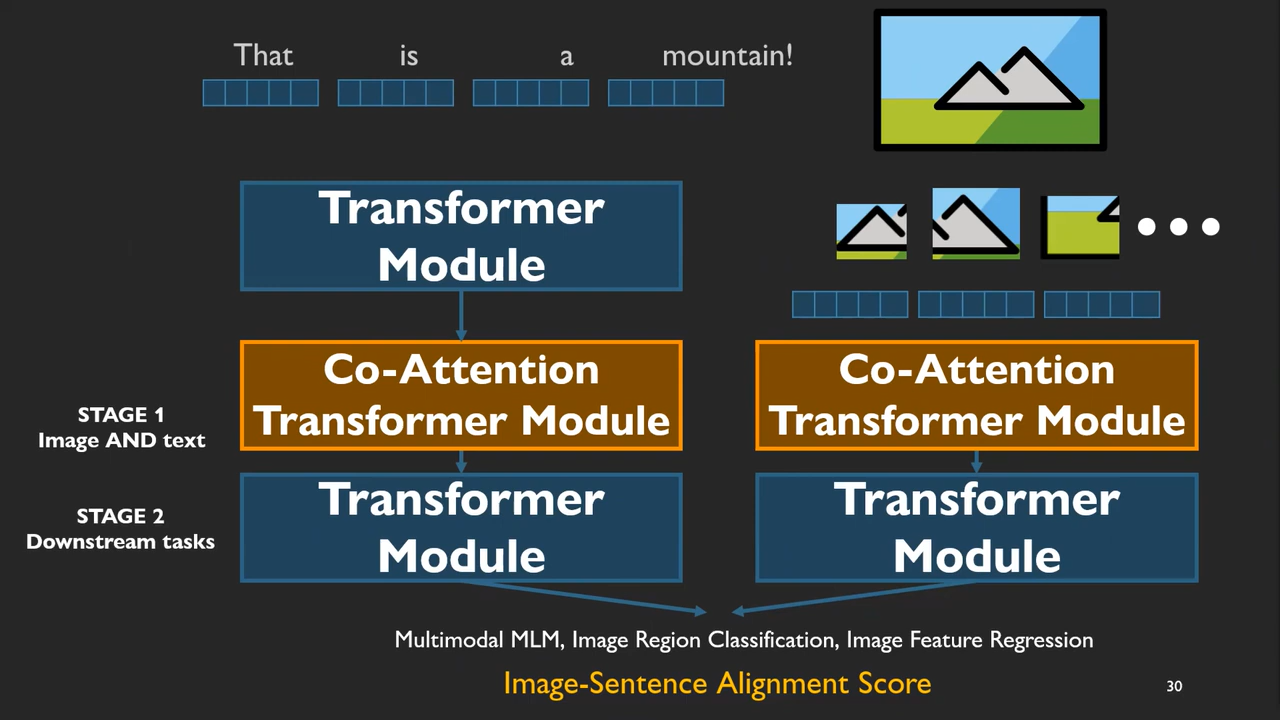 That is a mountain!
Transformer
Module
Co-Attention
Transformer Module
Co-Attention
Transformer Module
STAGE 1
Image AND text
Transformer
Module
Transformer
Module
STAGE 2
Downstream tasks
Multimodal MLM, Image Region Classification, Image Feature Regression
Image-Sentence Alignment Score
30